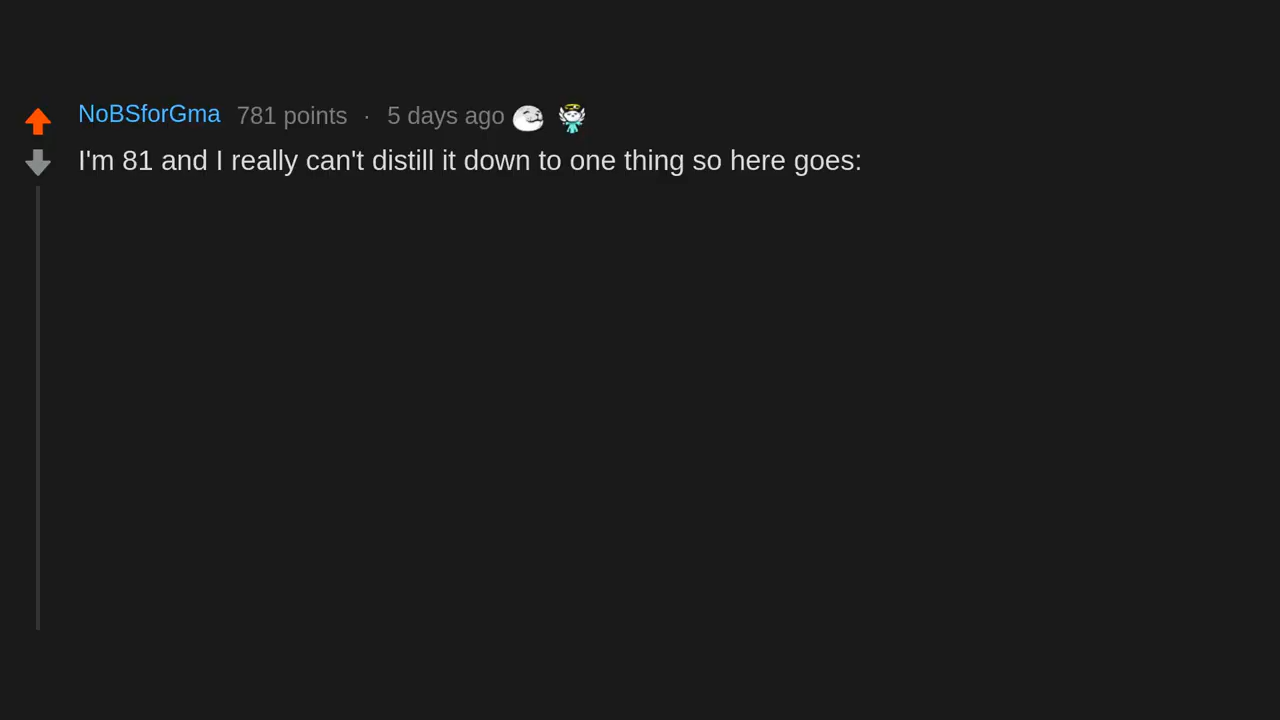 NoBSforGma 781 points · 5 days ago
I'm 81 and I really can't distill it down to one thing so here goes: